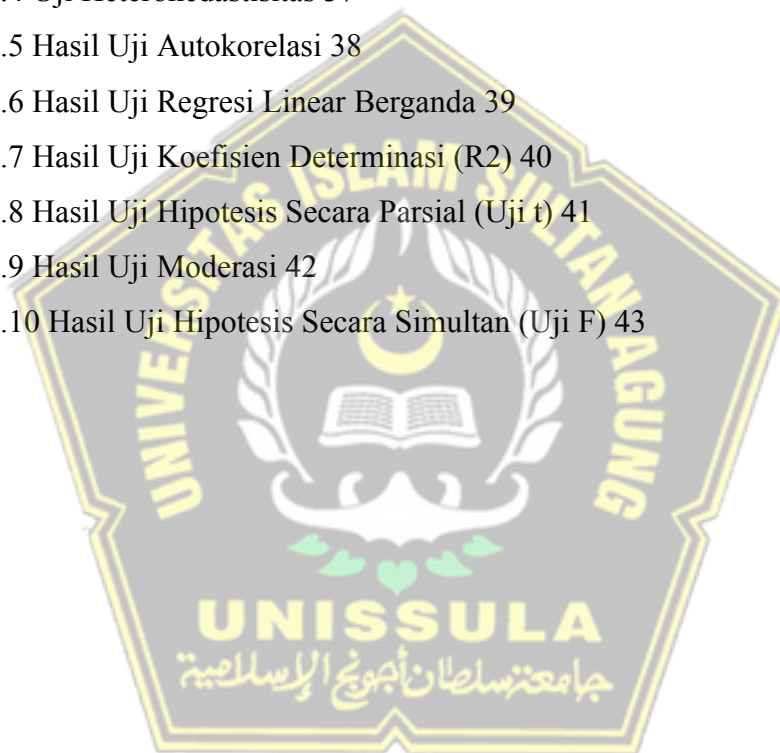 .5 Hasil Uji Autokorelasi 38
.6 Hasil Uji Regresi Linear Berganda 39
.7 Hasil Uji Koefisien Determinasi (R2) 40
.8 Hasil Uji Hipotesis Secara Parsial (Uji t) 41
.9 Hasil Uji Moderasi 42
.10 Hasil Uji Hipotesis Secara Simultan (Uji F) 43
UNIVERSITAS ISLAM SULTAN AGUNG
UNISSULA
جامعة سلطان أجونج الإسلامية